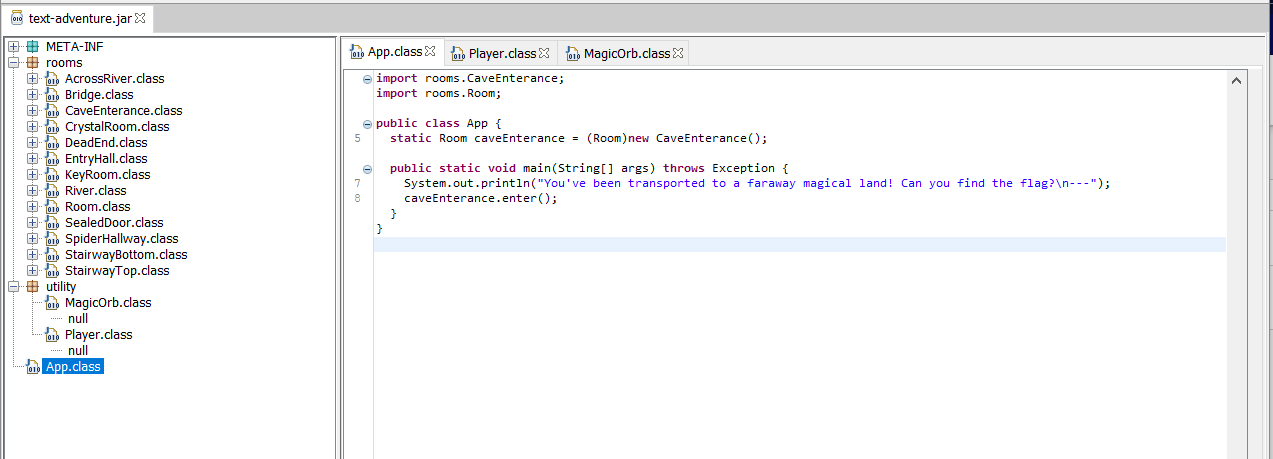 text-adventure.jar
META-INF
rooms
AcrossRiver.class
Bridge.class
CaveEnterance.class
CrystalRoom.class
DeadEnd.class
EntryHall.class
KeyRoom.class
River.class
Room.class
SealedDoor.class
SpiderHallway.class
StairwayBottom.class
StairwayTop.class
utility
MagicOrb.class
null
Player.class
null
App.class
App.class Player.class MagicOrb.class
import rooms.CaveEnterance;
import rooms.Room;
public class App {
5 static Room caveEnterance = (Room)new CaveEnterance();
public static void main(String[] args) throws Exception {
7 System.out.println("You've been transported to a faraway magical land! Can you find the flag?\n---");
8 caveEnterance.enter();
}
}